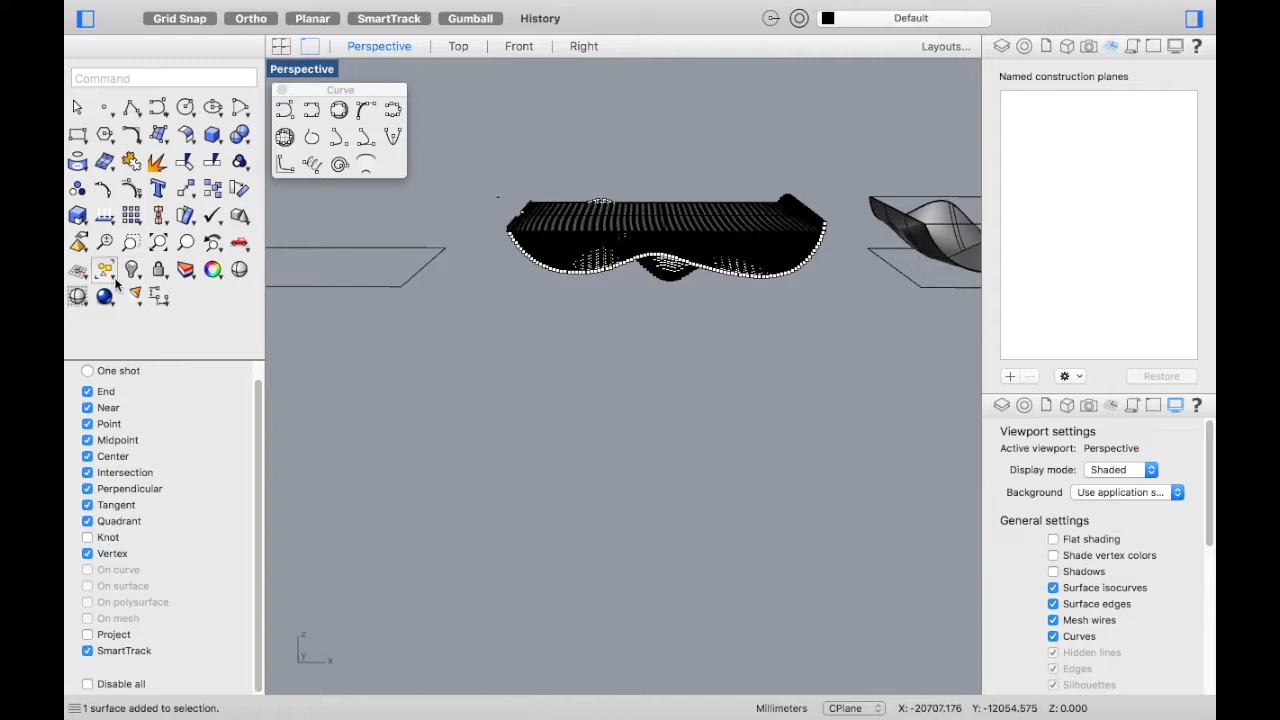 Grid Snap Ortho Planar SmartTrack Gumball History Default
Perspective Top Front Right Layouts...
Perspective
Command
Curve
Named construction planes
Restore
One shot
End
Near
Point
Midpoint
Center
Intersection
Perpendicular
Tangent
Quadrant
Knot
Vertex
On curve
On surface
On polysurface
On mesh
Project
SmartTrack
Disable all
z
y x
Viewport settings
Active viewport: Perspective
Display mode: Shaded
Background Use application s...
General settings
Flat shading
Shade vertex colors
Shadows
Surface isocurves
Surface edges
Mesh wires
Curves
Hidden lines
Edges
Silhouettes
1 surface added to selection. Millimeters CPlane X: -20707.176 Y: -12054.575 Z: 0.000